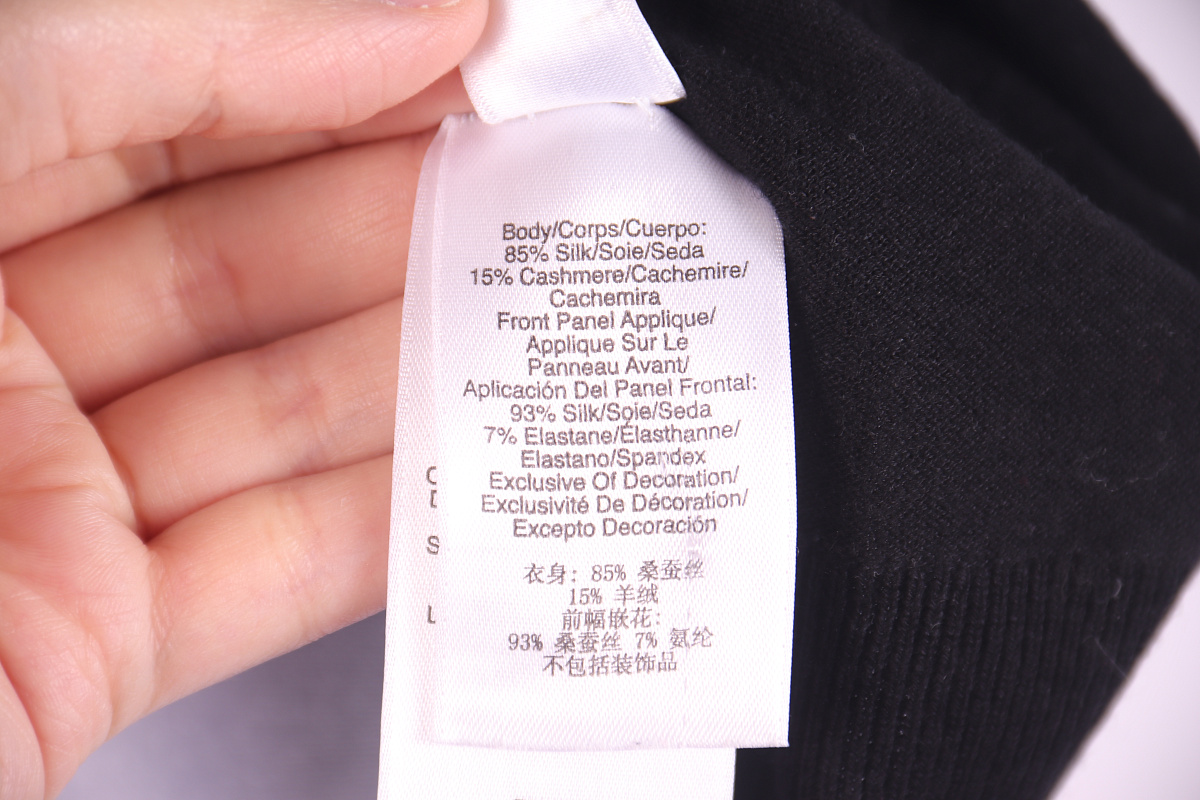 Body/Corps/Cuerpo:
85% Silk/Soie/Seda
15% Cashmere/Cachemire/
Cachemira
Front Panel Applique/
Applique Sur Le
Panneau Avant/
Aplicación Del Panel Frontal:
93% Silk/Soie/Seda
7% Elastane/Élasthanne/
Elastano/Spandex
Exclusive Of Decoration/
Exclusivité De Décoration/
Excepto Decoración
衣身: 85% 桑蚕丝
15% 羊绒
前幅嵌花:
93% 桑蚕丝 7% 氨纶
不包括装饰品